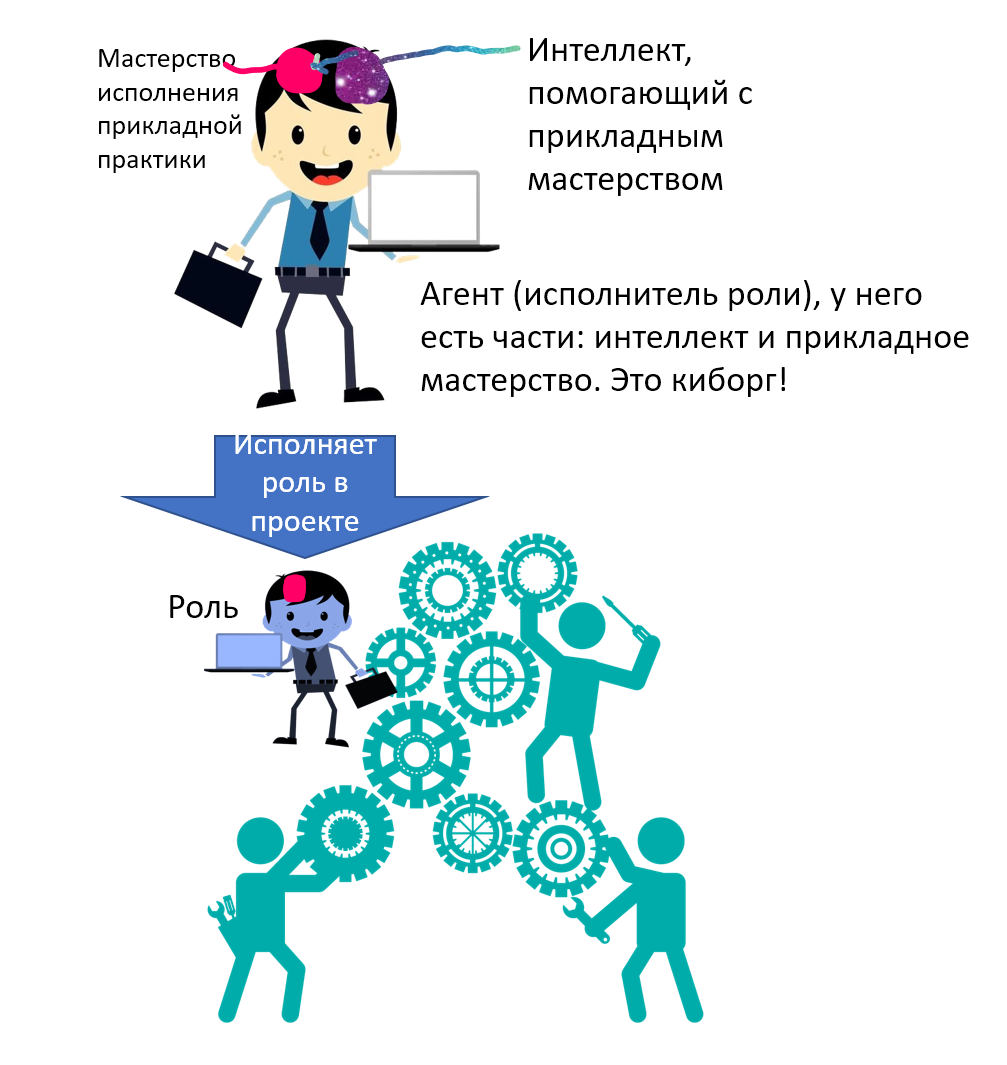 Мастерство
исполнения
прикладной
практики
Интеллект,
помогающий с
прикладным
мастерством
Агент (исполнитель роли), у него
есть части: интеллект и прикладное
мастерство. Это киборг!
Исполняет
роль в
проекте
Роль